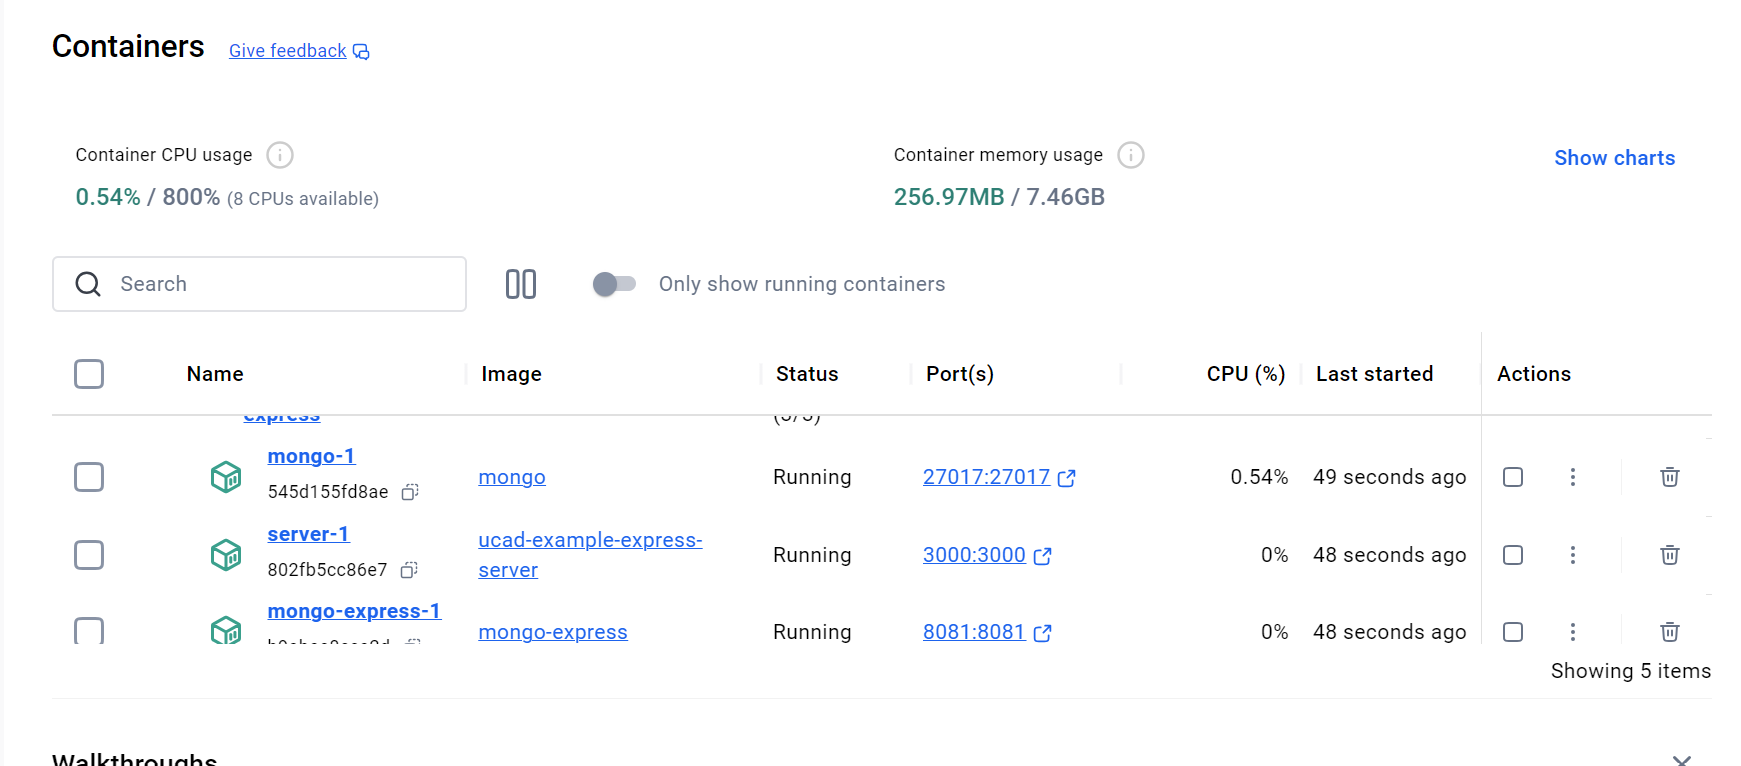 Containers Give feedback
Container CPU usage
0.54% / 800% (8 CPUs available)
Container memory usage
256.97MB / 7.46GB
Show charts
Search
Only show running containers
Name Image Status Port(s) CPU (%) Last started Actions
express (3/3)
mongo-1
545d155fd8ae
mongo Running 27017:27017 0.54% 49 seconds ago
server-1
802fb5cc86e7
ucad-example-express-
server
Running 3000:3000 0% 48 seconds ago
mongo-express-1
mongo-express Running 8081:8081 0% 48 seconds ago
Showing 5 items
Walkthroughs